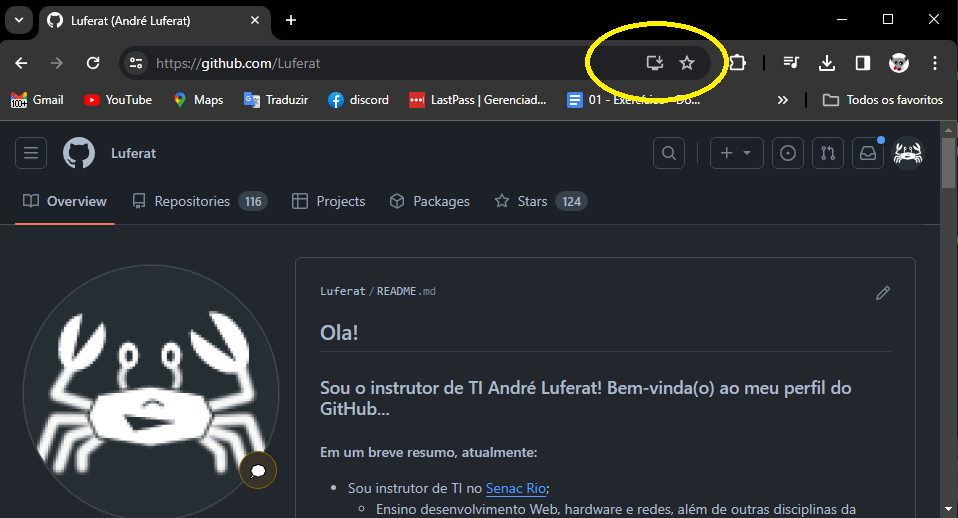 Luferat (André Luferat)
https://github.com/Luferat
100+ Gmail YouTube Maps Traduzir discord LastPass | Gerenciad... 01 - Exercícios - Do... » Todos os favoritos
Luferat
Overview Repositories 116 Projects Packages Stars 124
Luferat/README.md
Ola!
Sou o instrutor de TI André Luferat! Bem-vinda(o) ao meu perfil do
GitHub...
Em um breve resumo, atualmente:
Sou instrutor de TI no Senac Rio;
Ensino desenvolvimento Web, hardware e redes, além de outras disciplinas da